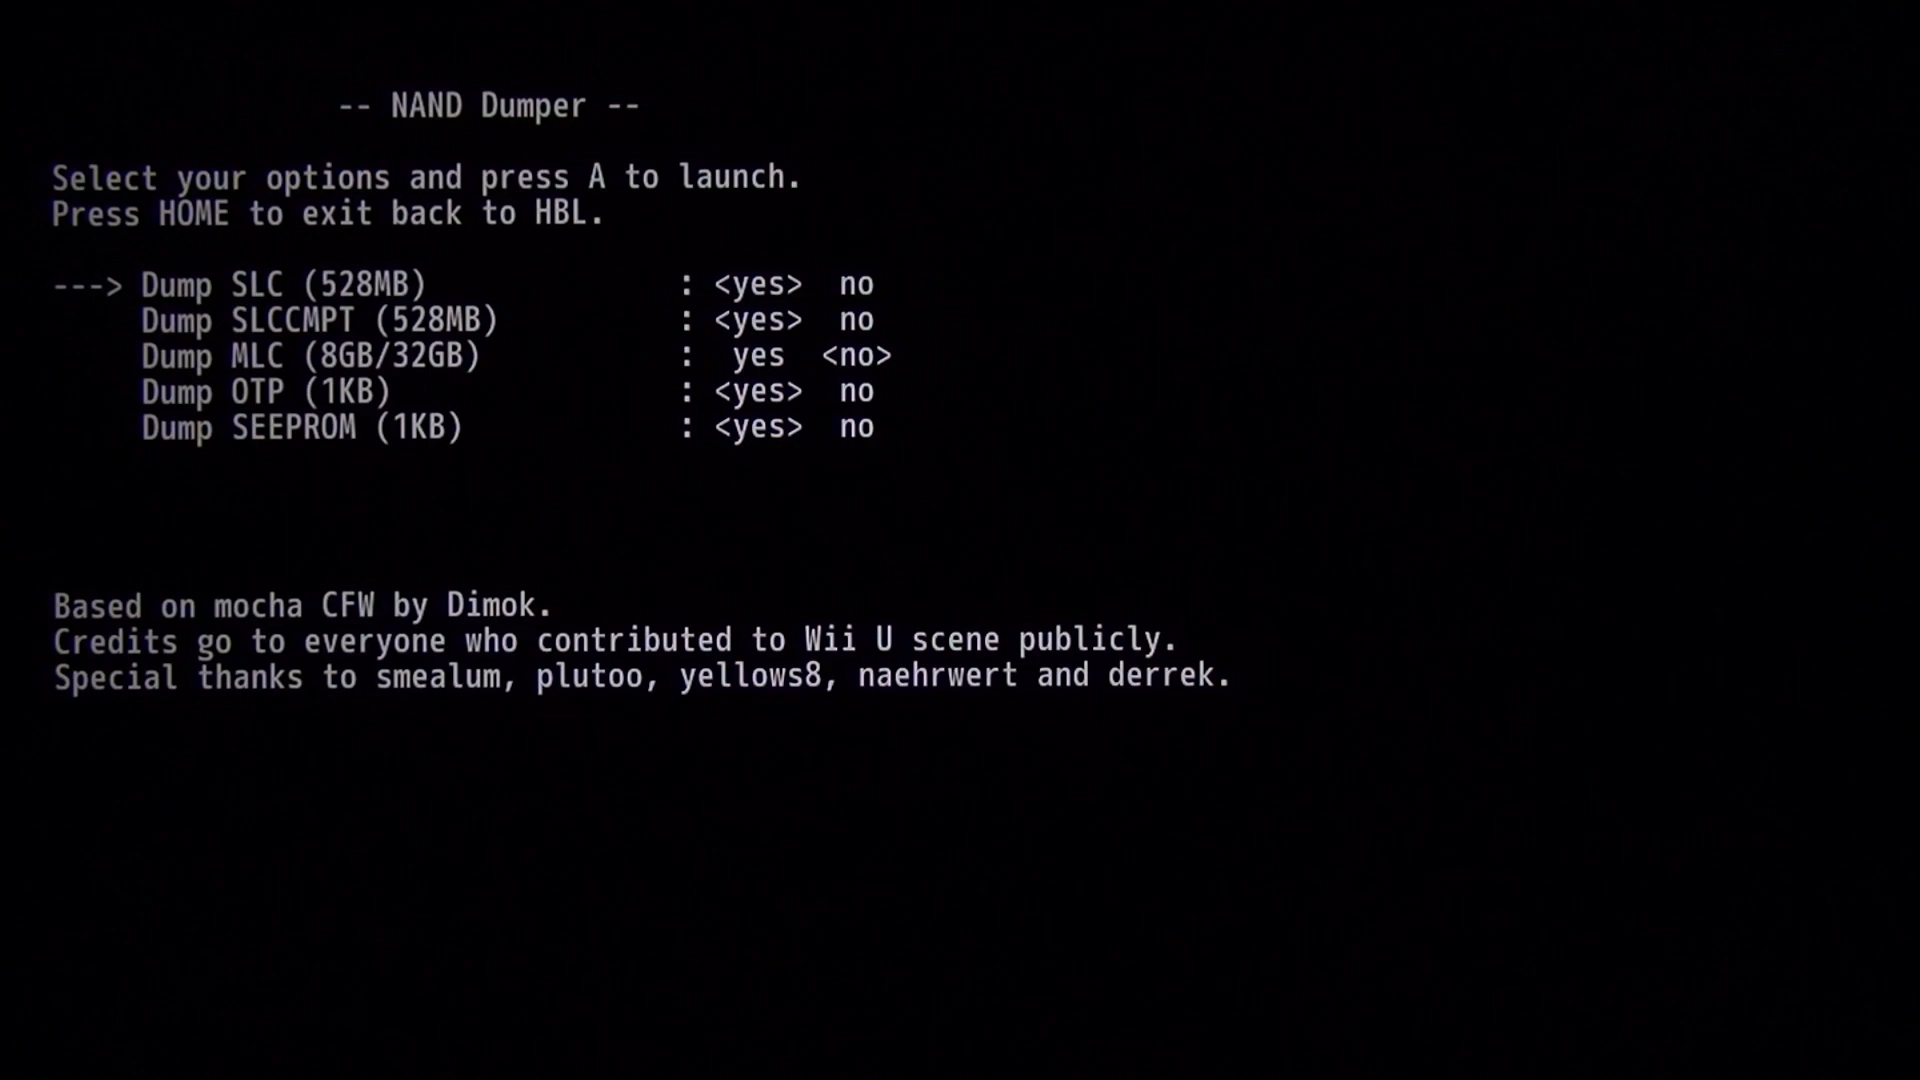 -- NAND Dumper --
Select your options and press A to launch.
Press HOME to exit back to HBL.
---> Dump SLC (528MB) : <yes> no
Dump SLCCMPT (528MB) : <yes> no
Dump MLC (8GB/32GB) : yes <no>
Dump OTP (1KB) : <yes> no
Dump SEEPROM (1KB) : <yes> no
Based on mocha CFW by Dimok.
Credits go to everyone who contributed to Wii U scene publicly.
Special thanks to smealum, plutoo, yellows8, naehrwert and derrek.